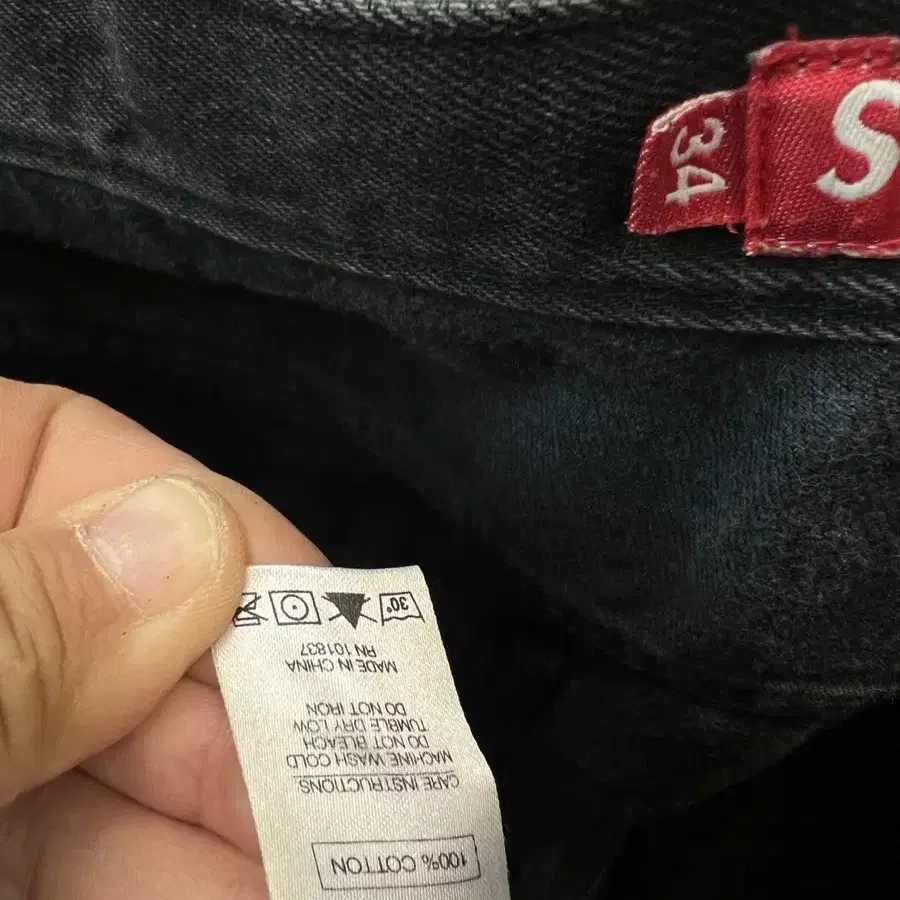 S
34
100% COTTON
CARE INSTRUCTIONS
MACHINE WASH COLD
DO NOT BLEACH
TUMBLE DRY LOW
DO NOT IRON
MADE IN CHINA
RN 101837
30°